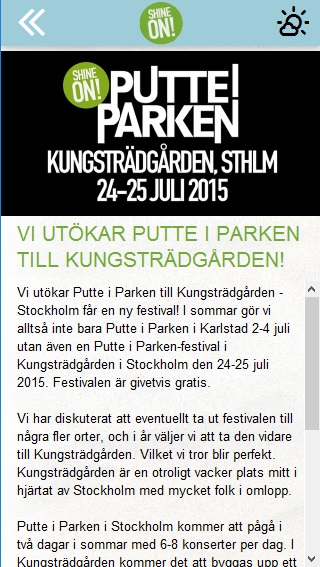 SHINE
ON!
SHINE
ON!
PUTTE I
PARKEN
KUNGSTRÄDGÅRDEN, STHLM
24-25 JULI 2015
VI UTÖKAR PUTTE I PARKEN
TILL KUNGSTRÄDGÅRDEN!
Vi utökar Putte i Parken till Kungsträdgården -
Stockholm får en ny festival! I sommar gör vi
alltså inte bara Putte i Parken i Karlstad 2-4 juli
utan även en Putte i Parken-festival i
Kungsträdgården i Stockholm den 24-25 juli
2015. Festivalen är givetvis gratis.
Vi har diskuterat att eventuellt ta ut festivalen till
några fler orter, och i år väljer vi att ta den vidare
till Kungsträdgården. Vilket vi tror blir perfekt.
Kungsträdgården är en otroligt vacker plats mitt i
hjärtat av Stockholm med mycket folk i omlopp.
Putte i Parken i Stockholm kommer att pågå i
två dagar i sommar med 6-8 konserter per dag. I
Kungsträdgården kommer det att byggas upp ett